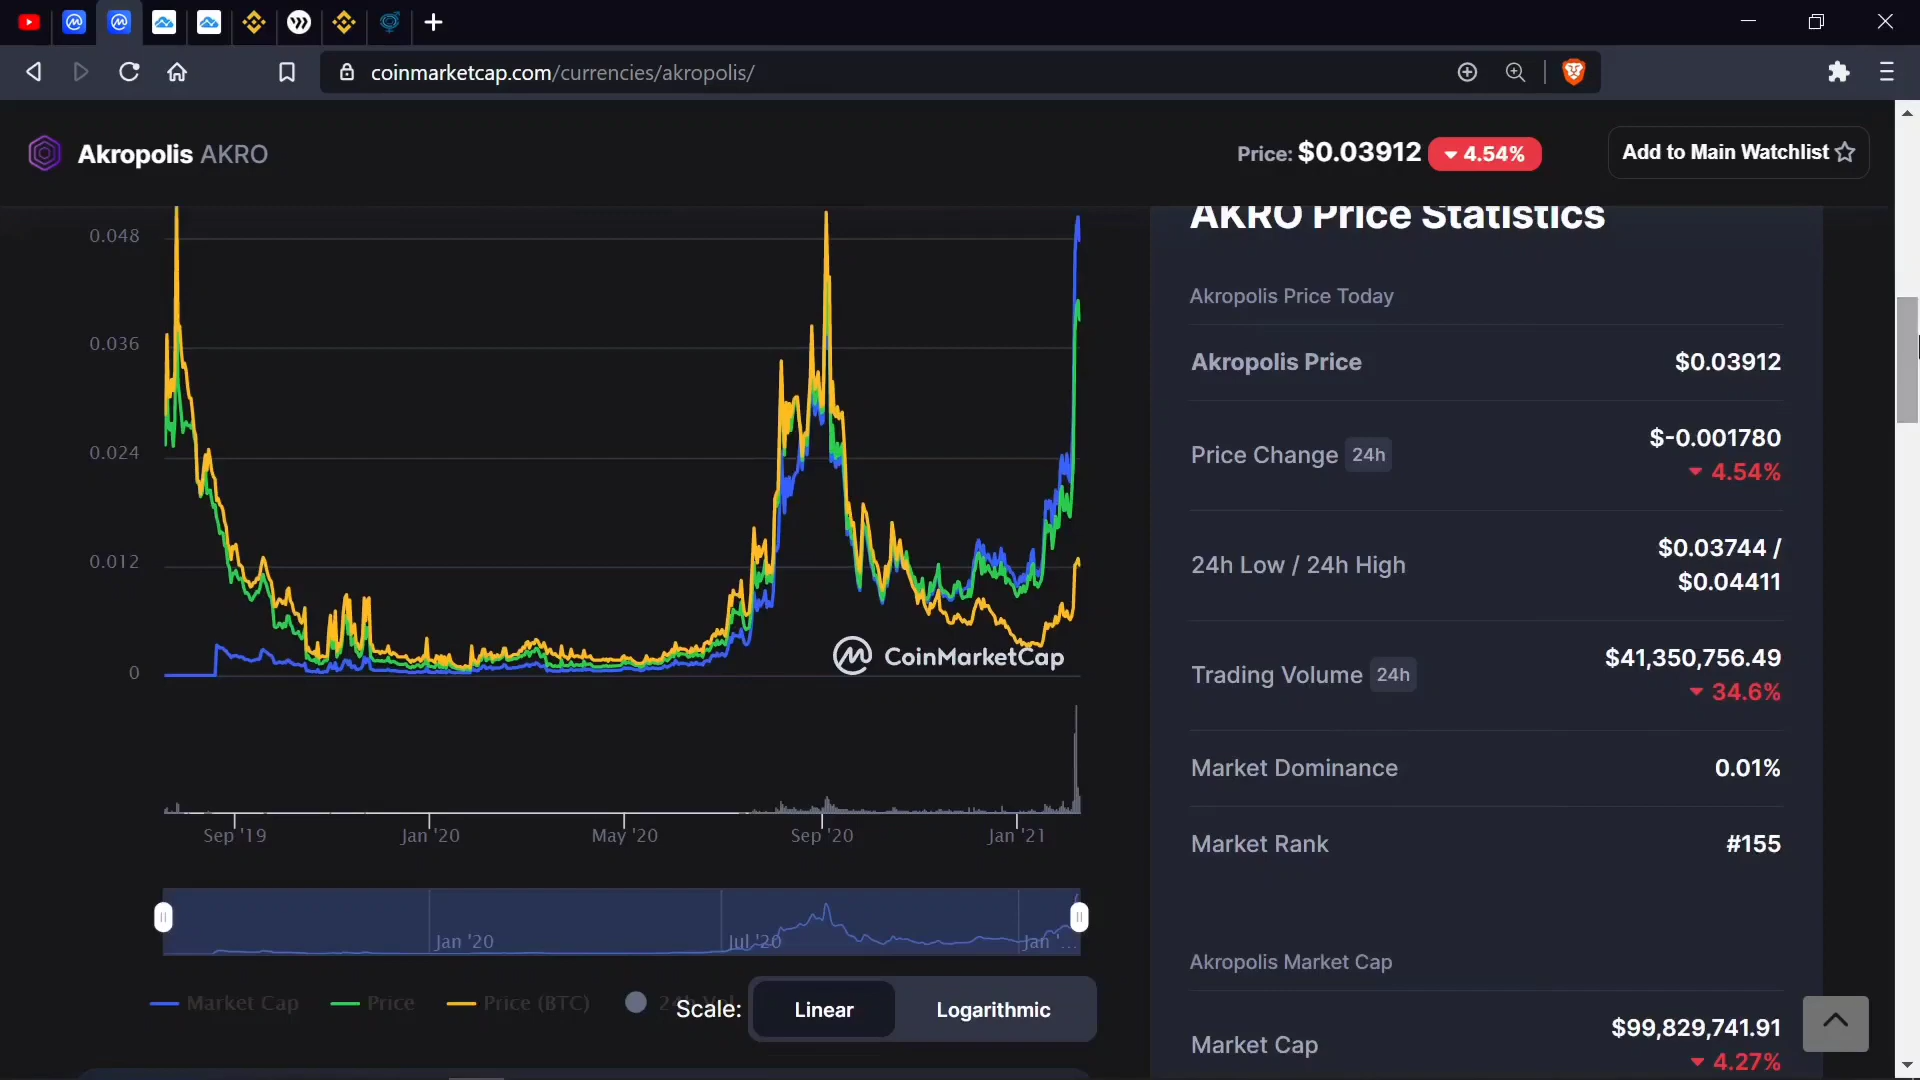 coinmarketcap.com/currencies/akropolis/
Akropolis AKRO
Price: $0.03912 4.54%
Add to Main Watchlist
0.048
0.036
0.024
0.012
0
CoinMarketCap
Sep '19
Jan '20
May '20
Sep '20
Jan '21
Jan '20
Jul '20
Jan '...
Market Cap
Price
Price (BTC)
Scale:
Linear
Logarithmic
AKRO Price Statistics
Akropolis Price Today
Akropolis Price
$0.03912
Price Change 24h
$-0.001780
4.54%
24h Low / 24h High
$0.03744 /
$0.04411
Trading Volume 24h
$41,350,756.49
34.6%
Market Dominance
0.01%
Market Rank
#155
Akropolis Market Cap
Market Cap
$99,829,741.91
4.27%